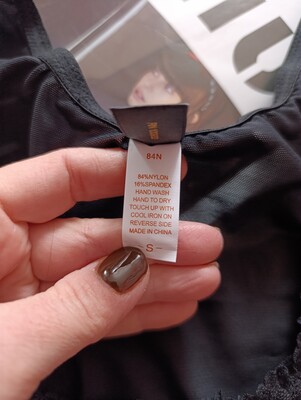 84N
84%NYLON
16%SPANDEX
HAND WASH
HAND TO DRY
TOUCH UP WITH
COOL IRON ON
REVERSE SIDE
MADE IN CHINA
-S-